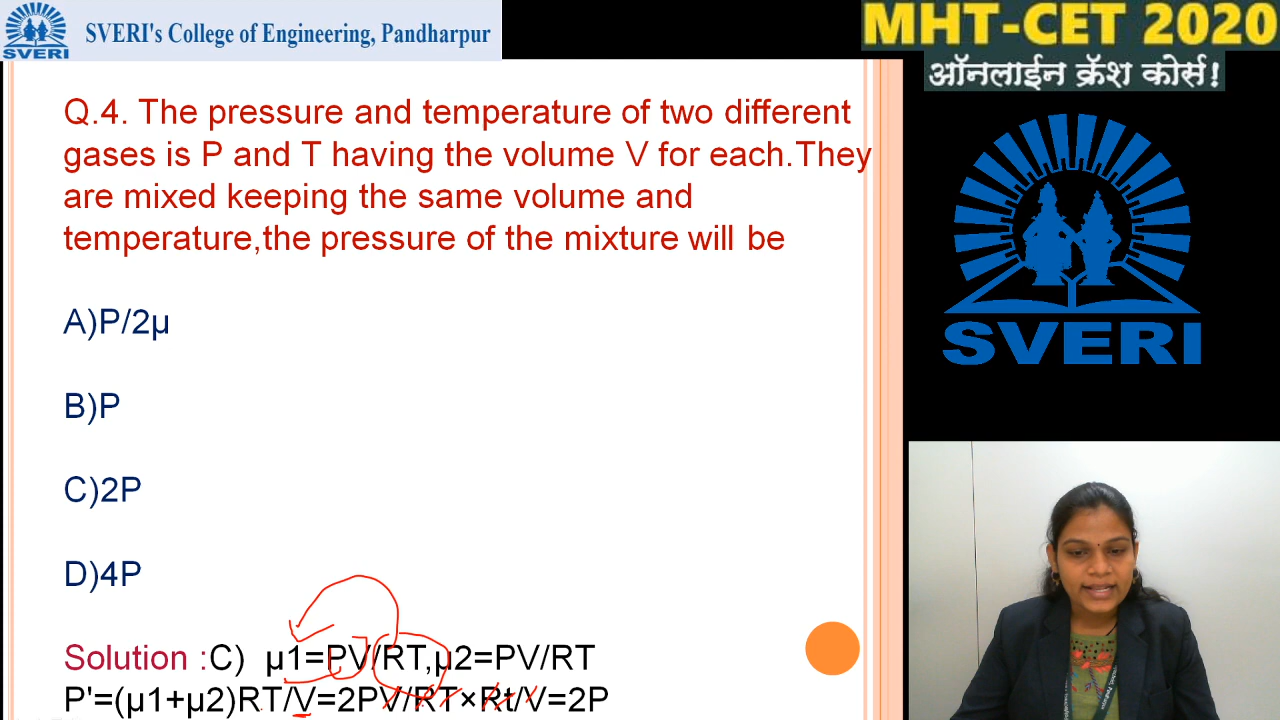 SVERI's College of Engineering, Pandharpur
SVERI
MHT-CET 2020
ऑनलाईन क्रॅश कोर्स!
Q.4. The pressure and temperature of two different
gases is P and T having the volume V for each.They
are mixed keeping the same volume and
temperature,the pressure of the mixture will be
A)P/2μ
B)P
C)2P
D)4P
Solution :C) μ1=PV/RT,μ2=PV/RT
P'=(μ1+μ2)RT/V=2PV/RT×Rt/V=2P
SVERI